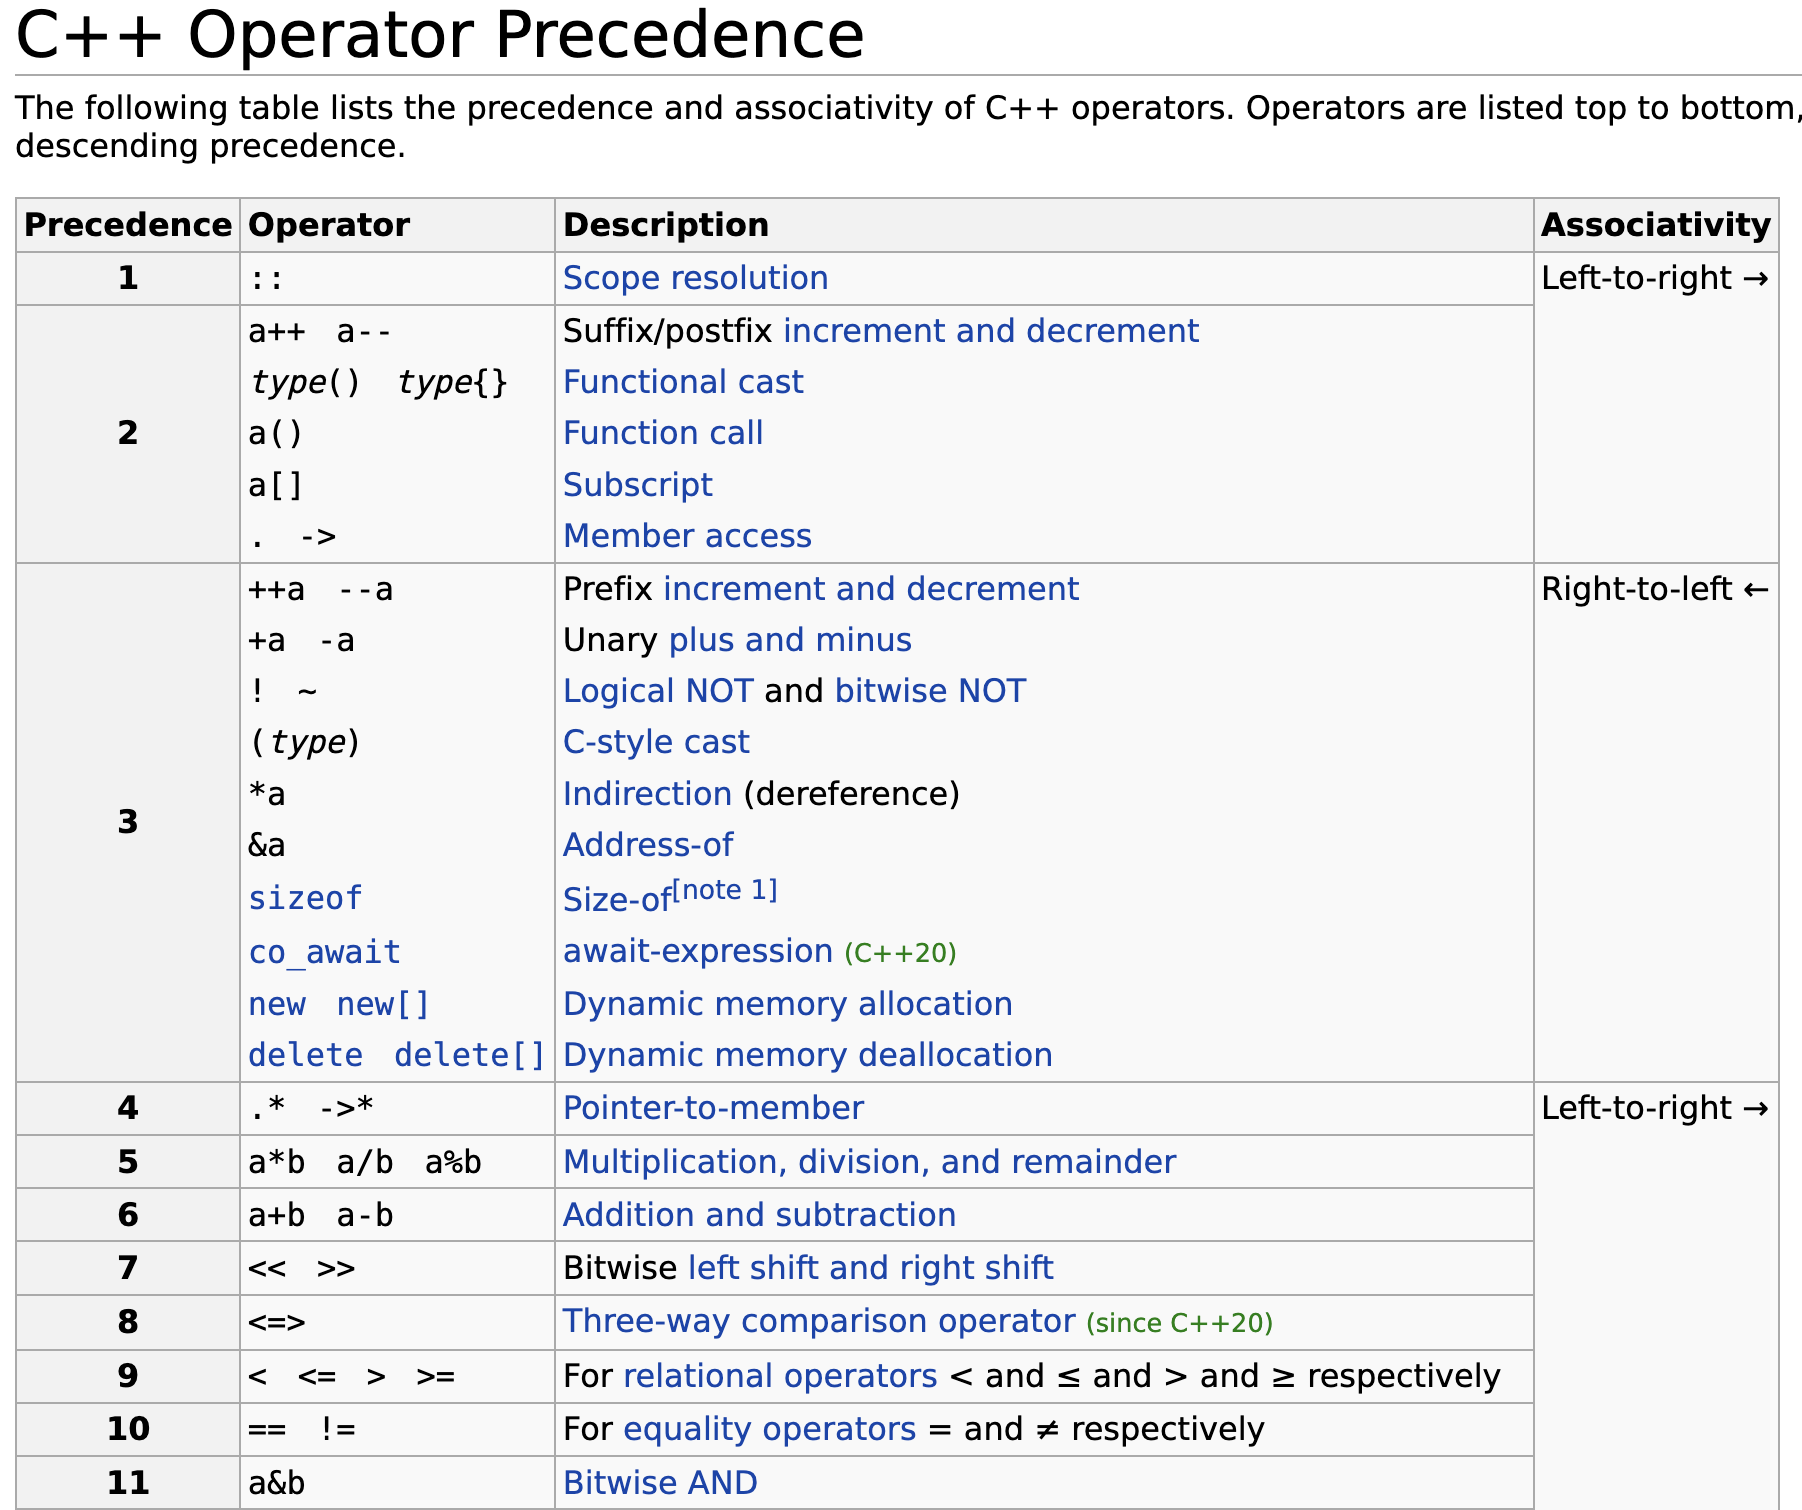 C++ Operator Precedence
The following table lists the precedence and associativity of C++ operators. Operators are listed top to bottom,
descending precedence.
Precedence Operator Description Associativity
1 :: Scope resolution Left-to-right →
2 a++ a-- Suffix/postfix increment and decrement
type() type{} Functional cast
a() Function call
a[] Subscript
. -> Member access
3 ++a --a Prefix increment and decrement Right-to-left ←
+a -a Unary plus and minus
! ~ Logical NOT and bitwise NOT
(type) C-style cast
*a Indirection (dereference)
&a Address-of
sizeof Size-of[note 1]
co_await await-expression (C++20)
new new[] Dynamic memory allocation
delete delete[] Dynamic memory deallocation
4 .* ->* Pointer-to-member Left-to-right →
5 a*b a/b a%b Multiplication, division, and remainder
6 a+b a-b Addition and subtraction
7 << >> Bitwise left shift and right shift
8 <=> Three-way comparison operator (since C++20)
9 < <= > >= For relational operators < and ≤ and > and ≥ respectively
10 == != For equality operators = and ≠ respectively
11 a&b Bitwise AND